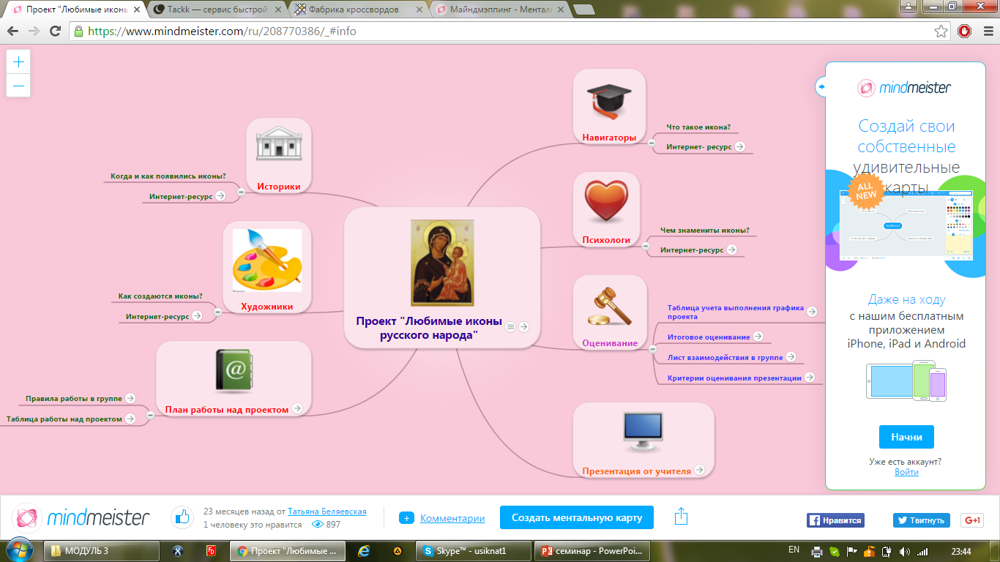 Проект "Любимые иконы
Tackk — сервис быстрой
Фабрика кроссвордов
Майндмэппинг - Менталь
https://www.mindmeister.com/ru/208770386/_#info
+
−
Историки
Когда и как появились иконы?
Интернет-ресурс
Художники
Как создаются иконы?
Интернет-ресурс
План работы над проектом
Правила работы в группе
Таблица работы над проектом
Проект "Любимые иконы
русского народа"
Навигаторы
Что такое икона?
Интернет- ресурс
Психологи
Чем знамениты иконы?
Интернет-ресурс
Оценивание
Таблица учета выполнения графика
проекта
Итоговое оценивание
Лист взаимодействия в группе
Критерии оценивания презентации
Презентация от учителя
mindmeister
Создай свои
собственные
удивительные
карты
ALL
NEW
Даже на ходу
с нашим бесплатным
приложением
iPhone, iPad и Android
Начни
Уже есть аккаунт?
Войти
mindmeister
23 месяцев назад от Татьяна Беляевская
1 человеку это нравится 897
Комментарии
Создать ментальную карту
Нравится
Твитнуть
G+1
МОДУЛЬ 3
Проект "Любимые ...
Skype™ - usiknat1
семинар - PowerPoi...
EN
23:44